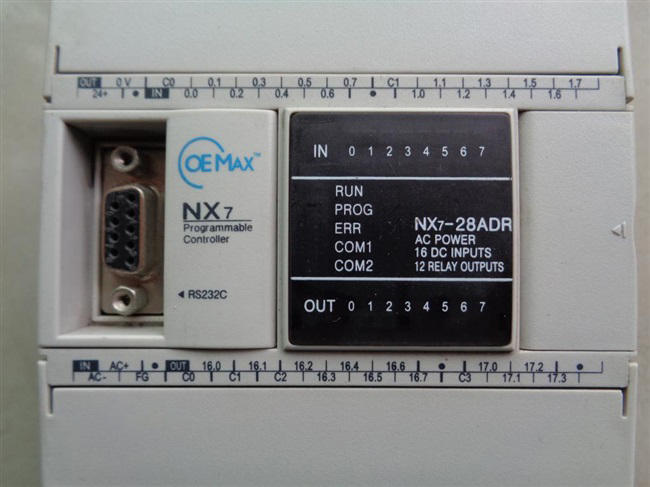 OUT 0 V C0 0.1 0.3 0.5 0.7 C1 1.1 1.3 1.5 1.7
24+ • IN 0.0 0.2 0.4 0.6 • 1.0 1.2 1.4 1.6
OEMAX™
NX7
Programmable
Controller
◄ RS232C
IN 0 1 2 3 4 5 6 7
RUN
PROG
ERR
COM1
COM2
NX7-28ADR
AC POWER
16 DC INPUTS
12 RELAY OUTPUTS
OUT 0 1 2 3 4 5 6 7
IN AC+ • OUT 16.0 16.1 16.2 16.4 16.6 • 17.0 17.2 •
AC- FG C0 C1 C2 16.3 16.5 16.7 C3 17.1 17.3